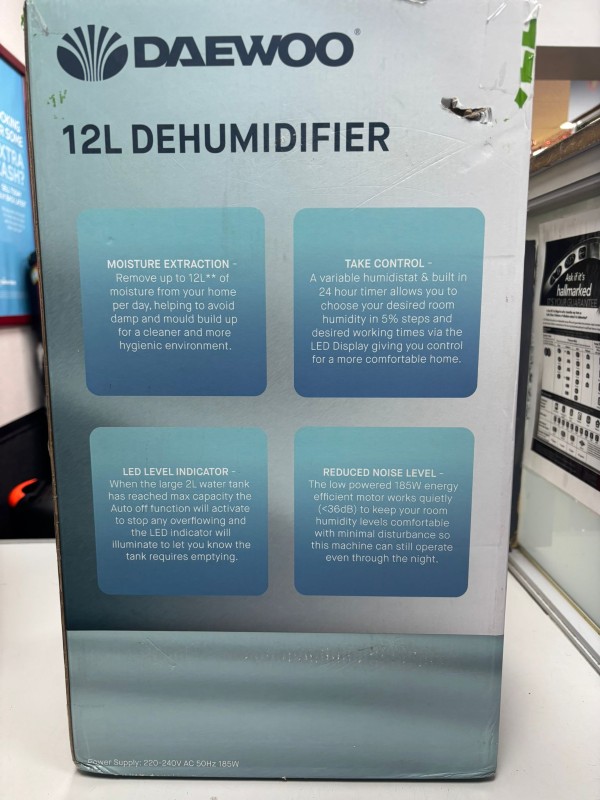 DAEWOO®
12L DEHUMIDIFIER
MOISTURE EXTRACTION -
Remove up to 12L** of
moisture from your home
per day, helping to avoid
damp and mould build up
for a cleaner and more
hygienic environment.
TAKE CONTROL -
A variable humidistat & built in
24 hour timer allows you to
choose your desired room
humidity in 5% steps and
desired working times via the
LED Display giving you control
for a more comfortable home.
LED LEVEL INDICATOR -
When the large 2L water tank
has reached max capacity the
Auto off function will activate
to stop any overflowing and
the LED indicator will
illuminate to let you know the
tank requires emptying.
REDUCED NOISE LEVEL -
The low powered 185W energy
efficient motor works quietly
(<36dB) to keep your room
humidity levels comfortable
with minimal disturbance so
this machine can still operate
even through the night.
Power Supply: 220-240V AC 50Hz 185W
Ask if it's
hallmarked
IT'S YOUR GUARANTEE